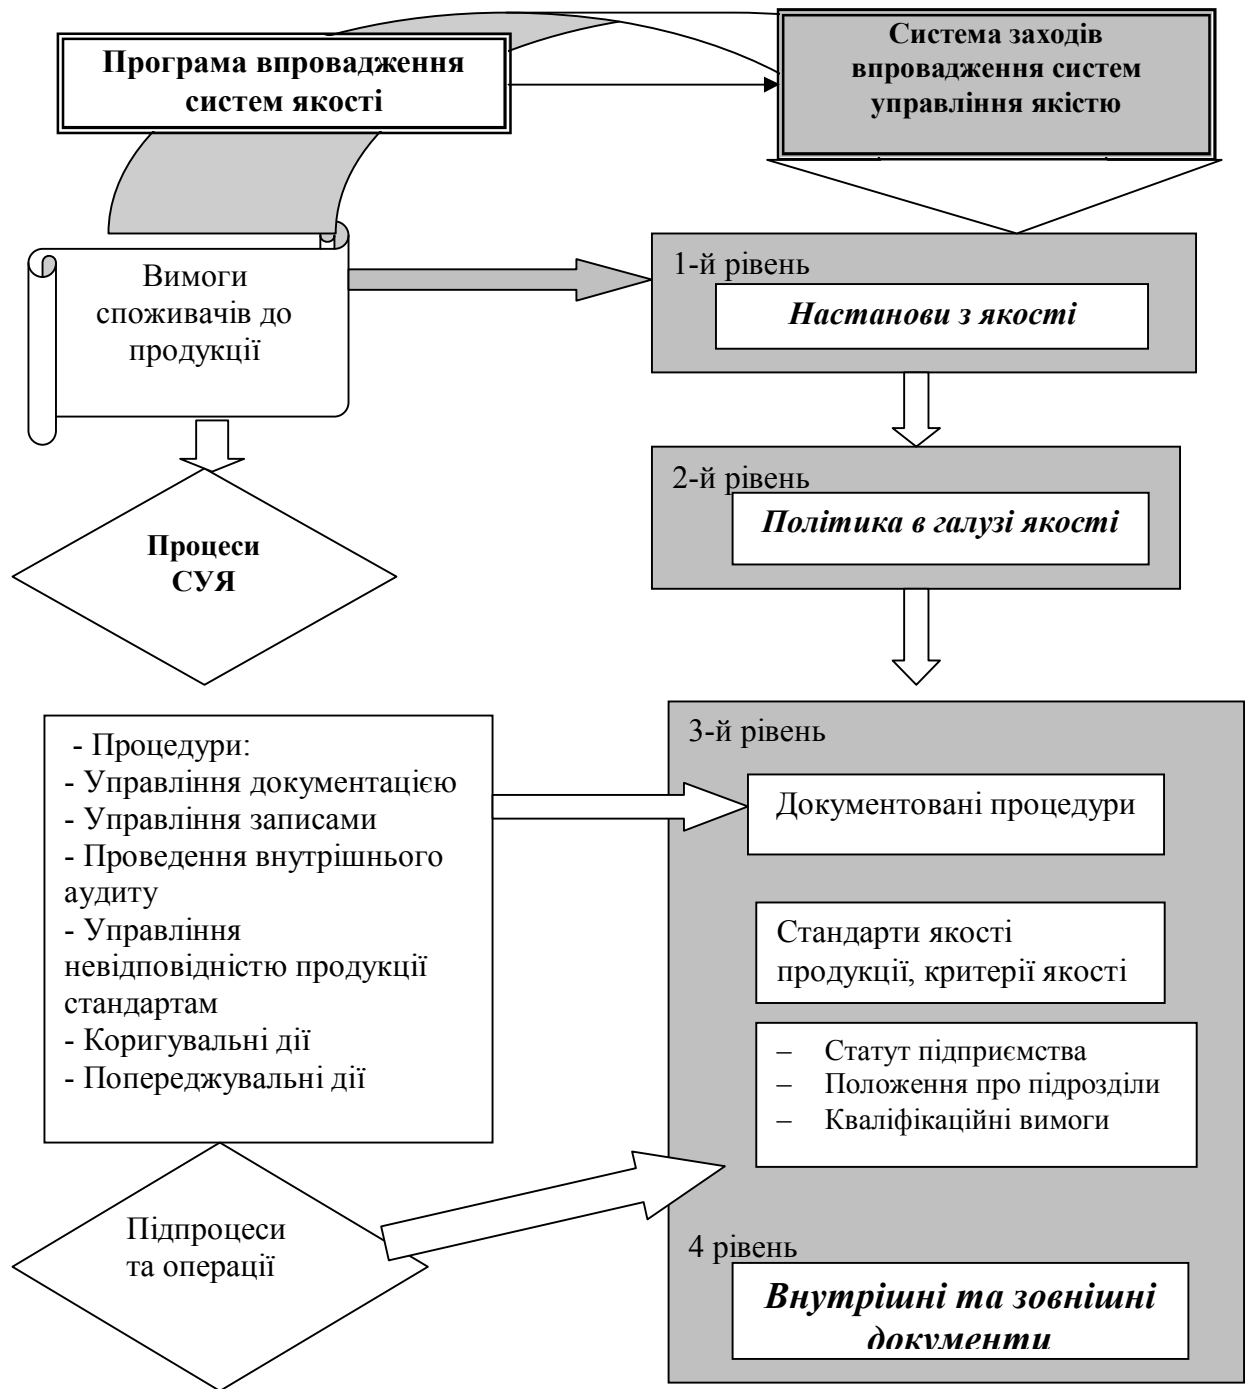 Програма впровадження
систем якості
Система заходів
впровадження систем
управління якістю
Вимоги
споживачів до
продукції
1-й рівень
Настанови з якості
2-й рівень
Політика в галузі якості
Процеси
СУЯ
- Процедури:
- Управління документацією
- Управління записами
- Проведення внутрішнього
аудиту
- Управління
невідповідністю продукції
стандартам
- Коригувальні дії
- Попереджувальні дії
3-й рівень
Документовані процедури
Стандарти якості
продукції, критерії якості
– Статут підприємства
– Положення про підрозділи
– Кваліфікаційні вимоги
Підпроцеси
та операції
4 рівень
Внутрішні та зовнішні
документи